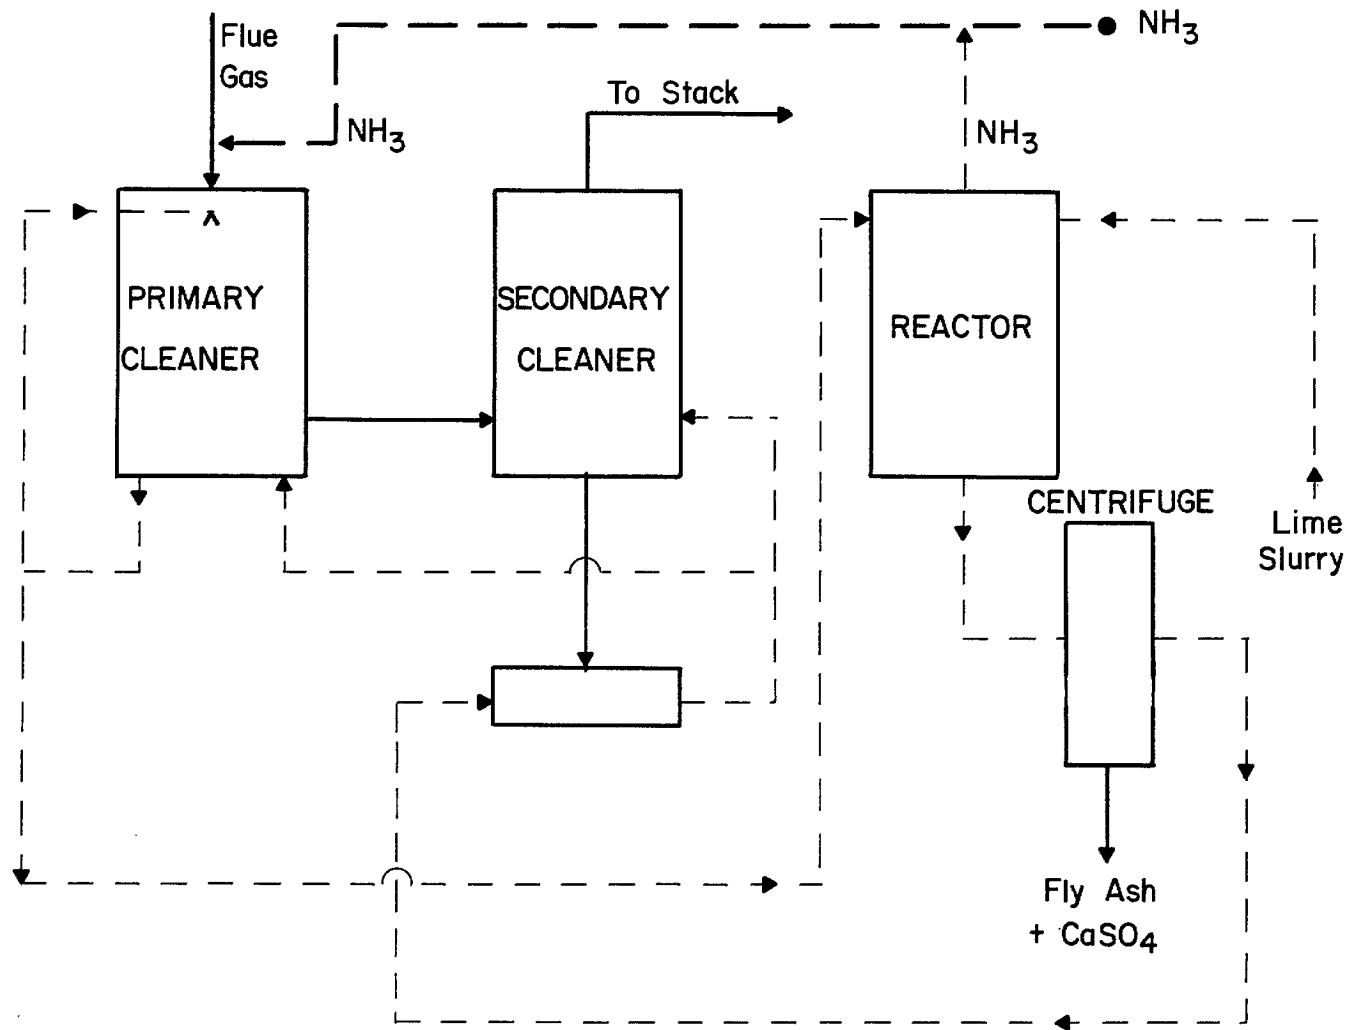 Flue
Gas
NH3
NH3
To Stack
NH3
PRIMARY
CLEANER
SECONDARY
CLEANER
REACTOR
CENTRIFUGE
Lime
Slurry
Fly Ash
+ CaSO4